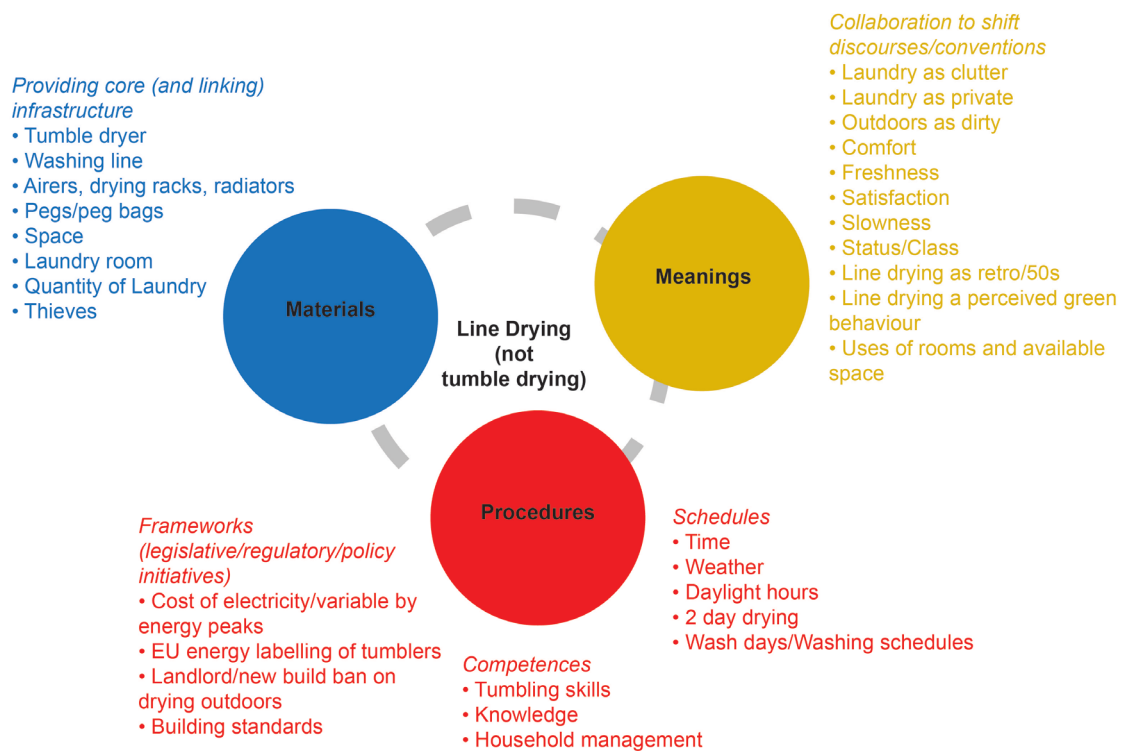 Providing core (and linking)
infrastructure
• Tumble dryer
• Washing line
• Airers, drying racks, radiators
• Pegs/peg bags
• Space
• Laundry room
• Quantity of Laundry
• Thieves
Materials
Line Drying
(not
tumble drying)
Meanings
Collaboration to shift
discourses/conventions
• Laundry as clutter
• Laundry as private
• Outdoors as dirty
• Comfort
• Freshness
• Satisfaction
• Slowness
• Status/Class
• Line drying as retro/50s
• Line drying a perceived green
behaviour
• Uses of rooms and available
space
Procedures
Frameworks
(legislative/regulatory/policy
initiatives)
• Cost of electricity/variable by
energy peaks
• EU energy labelling of tumblers
• Landlord/new build ban on
drying outdoors
• Building standards
Competences
• Tumbling skills
• Knowledge
• Household management
Schedules
• Time
• Weather
• Daylight hours
• 2 day drying
• Wash days/Washing schedules